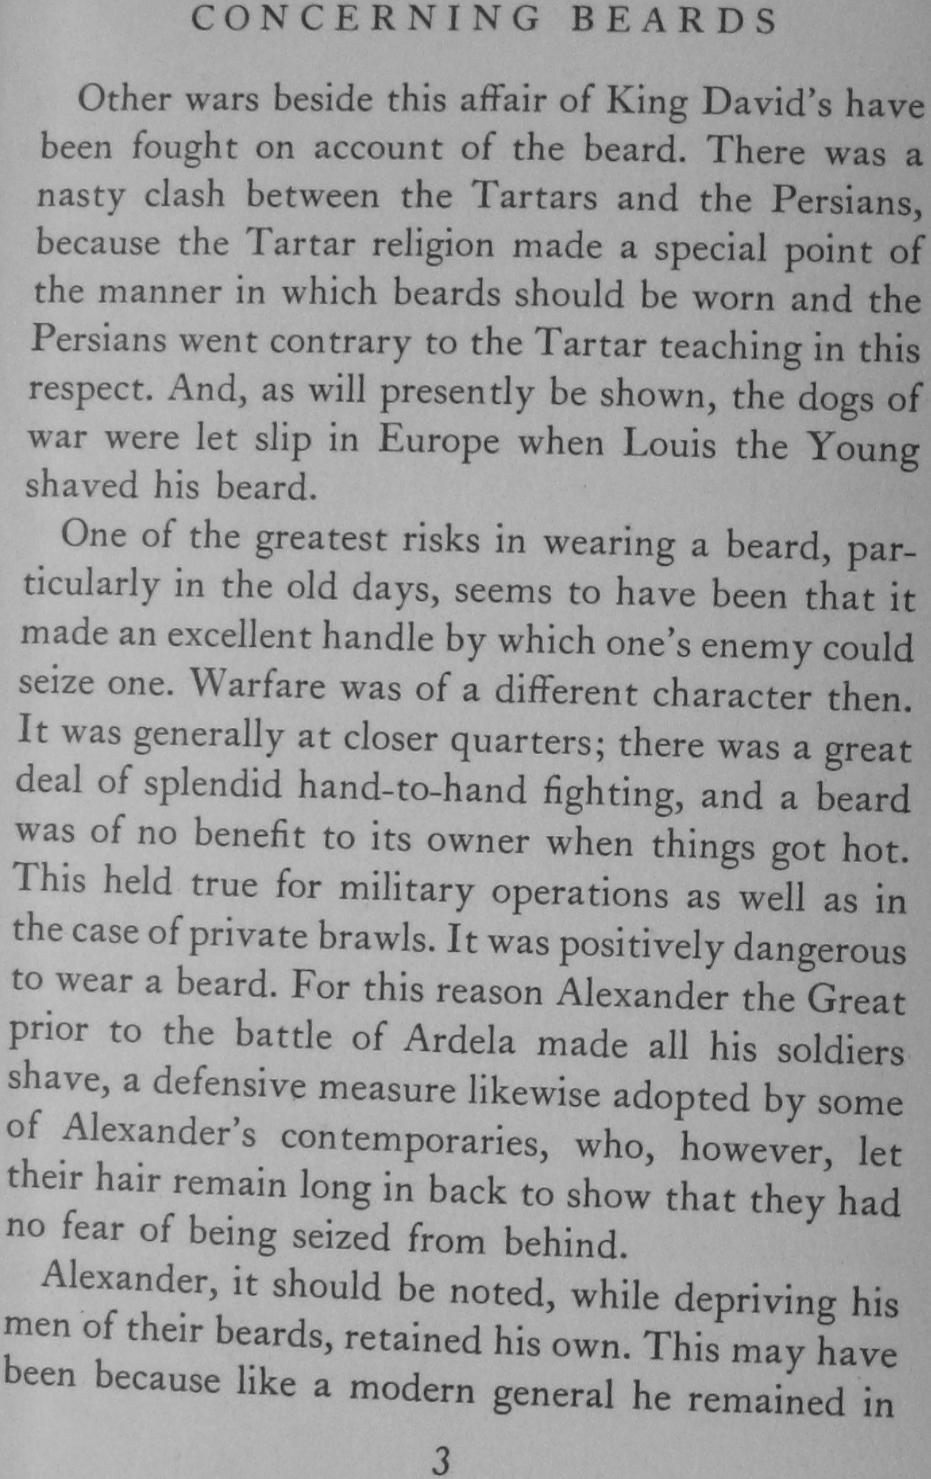 CONCERNING BEARDS
Other wars beside this affair of King David's have
been fought on account of the beard. There was a
nasty clash between the Tartars and the Persians,
because the Tartar religion made a special point of
the manner in which beards should be worn and the
Persians went contrary to the Tartar teaching in this
respect. And, as will presently be shown, the dogs of
war were let slip in Europe when Louis the Young
shaved his beard.
One of the greatest risks in wearing a beard, par-
ticularly in the old days, seems to have been that it
made an excellent handle by which one's enemy could
seize one. Warfare was of a different character then.
It was generally at closer quarters; there was a great
deal of splendid hand-to-hand fighting, and a beard
was of no benefit to its owner when things got hot.
This held true for military operations as well as in
the case of private brawls. It was positively dangerous
to wear a beard. For this reason Alexander the Great
prior to the battle of Ardela made all his soldiers
shave, a defensive measure likewise adopted by some
of Alexander's contemporaries, who, however, let
their hair remain long in back to show that they had
no fear of being seized from behind.
Alexander, it should be noted, while depriving his
men of their beards, retained his own. This may have
been because like a modern general he remained in
3